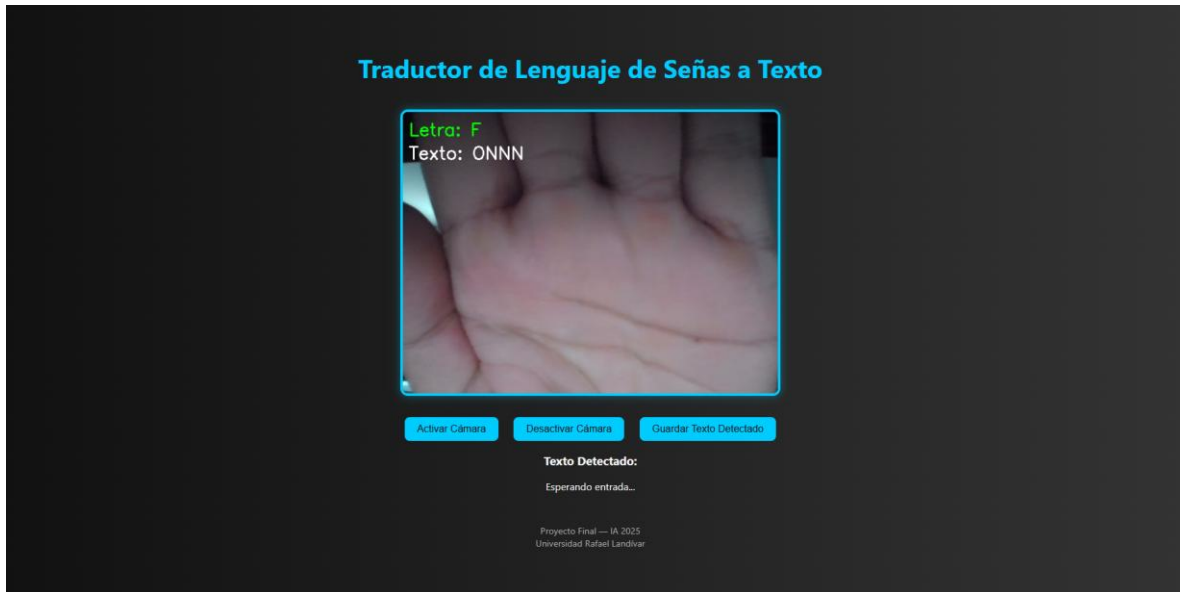 Traductor de Lenguaje de Señas a Texto
Letra: F
Texto: ONNN
Activar Cámara
Desactivar Cámara
Guardar Texto Detectado
Texto Detectado:
Esperando entrada...
Proyecto Final — IA 2025
Universidad Rafael Landívar